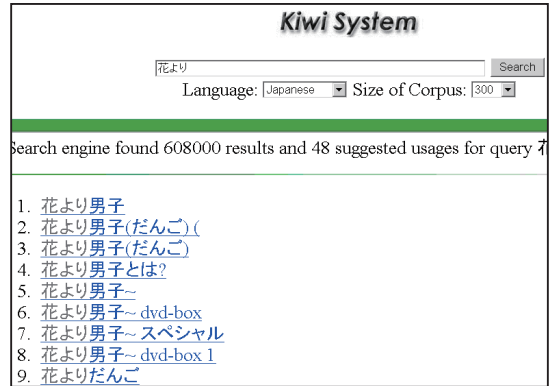 Kiwi System
花より Search
Language: Japanese Size of Corpus: 300
Search engine found 608000 results and 48 suggested usages for query
1. 花より男子
2. 花より男子(だんご) (
3. 花より男子(だんご)
4. 花より男子とは?
5. 花より男子~
6. 花より男子~ dvd-box
7. 花より男子~ スペシャル
8. 花より男子~ dvd-box 1
9. 花よりだんご